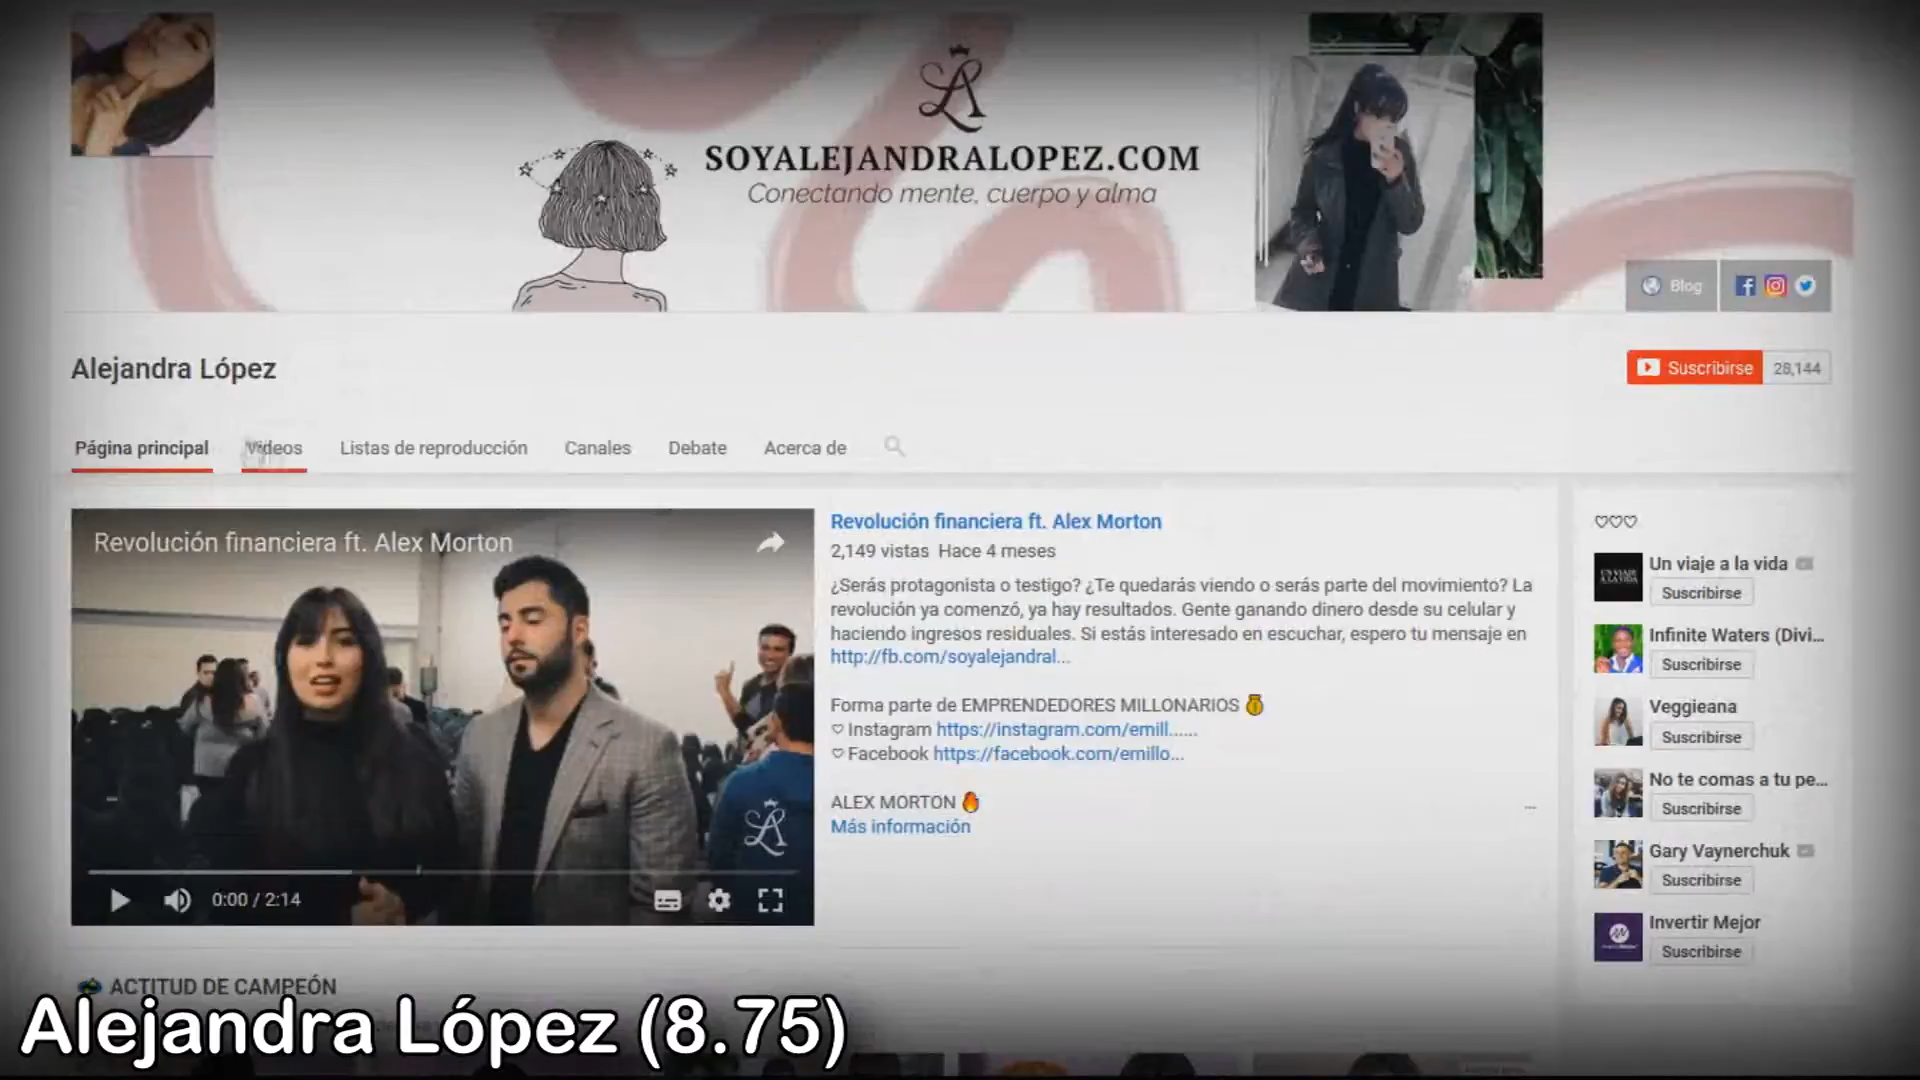 SOYALEJANDRALOPEZ.COM
Conectando mente, cuerpo y alma
Blog
Alejandra López
Suscribirse 28,144
Página principal Videos Listas de reproducción Canales Debate Acerca de
Revolución financiera ft. Alex Morton
0:00 / 2:14
Revolución financiera ft. Alex Morton
2,149 vistas Hace 4 meses
¿Serás protagonista o testigo? ¿Te quedarás viendo o serás parte del movimiento? La
revolución ya comenzó, ya hay resultados. Gente ganando dinero desde su celular y
haciendo ingresos residuales. Si estás interesado en escuchar, espero tu mensaje en
http://fb.com/soyalejandral...
Forma parte de EMPRENDEDORES MILLONARIOS 💰
♡ Instagram https://instagram.com/emill......
♡ Facebook https://facebook.com/emillo...
ALEX MORTON 🔥
Más información
♡♡♡
UN VIAJE
A LA VIDA
Un viaje a la vida
Suscribirse
Infinite Waters (Divi...
Suscribirse
Veggieana
Suscribirse
No te comas a tu pe...
Suscribirse
Gary Vaynerchuk
Suscribirse
Invertir Mejor
Suscribirse
ACTITUD DE CAMPEÓN
Alejandra López (8.75)